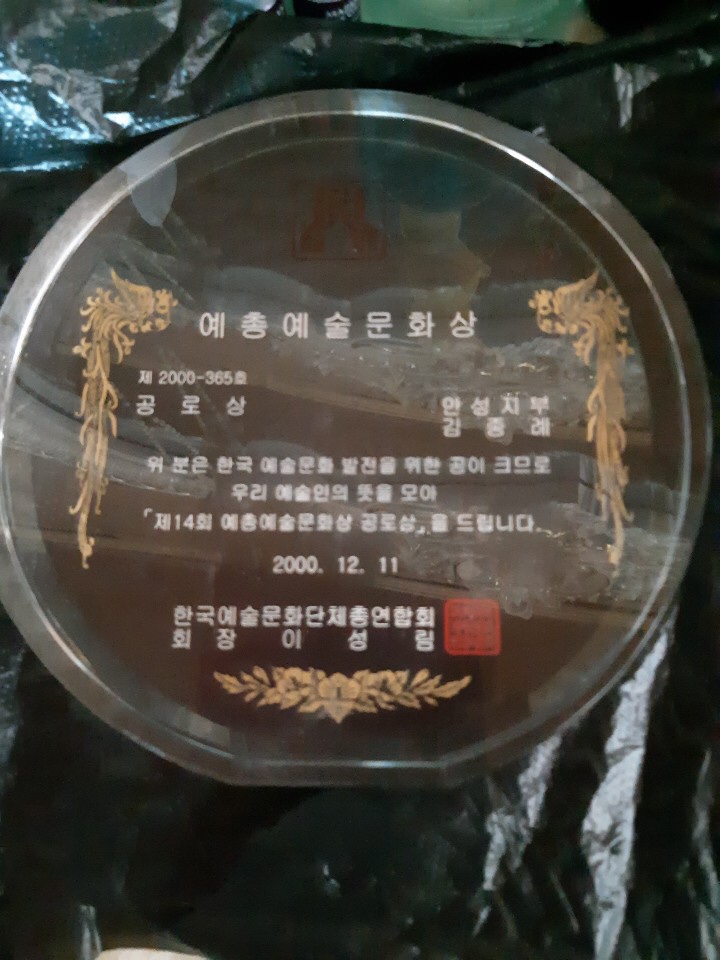 예총예술문화상
제 2000-365호
공로상
안성지부
김종례
위 분은 한국 예술문화 발전을 위한 공이 크므로
우리 예술인의 뜻을 모아
「제14회 예총예술문화상 공로상」을 드립니다.
2000. 12. 11
한국예술문화단체총연합회
회장 이성림